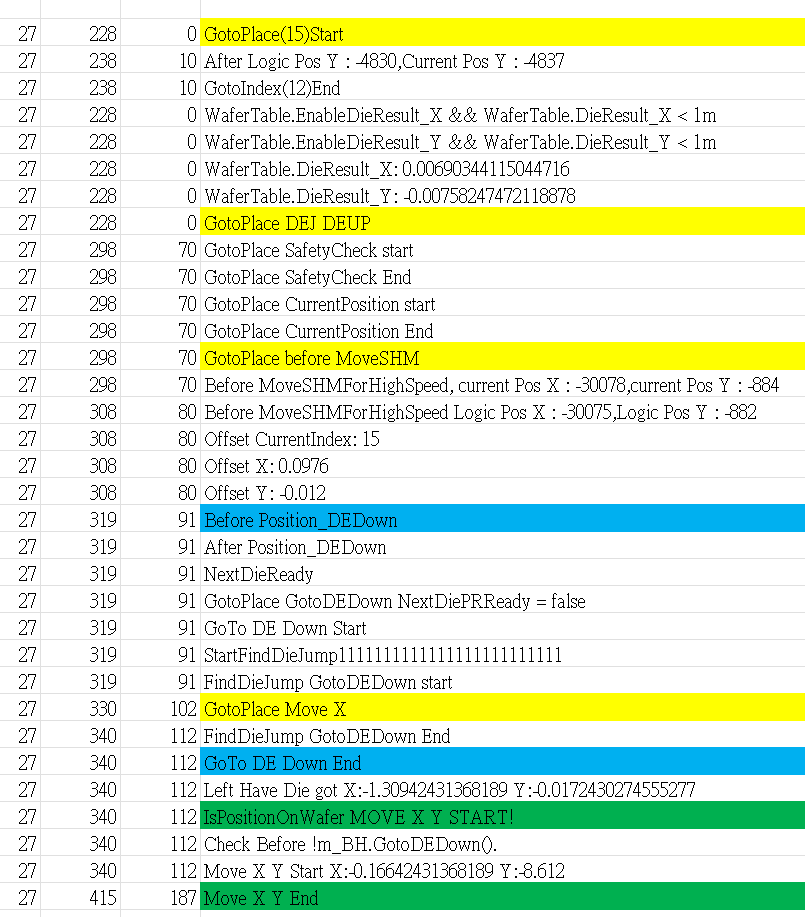 27 228 0 GotoPlace(15)Start
27 238 10 After Logic Pos Y : -4830,Current Pos Y : -4837
27 238 10 GotoIndex(12)End
27 228 0 WaferTable.EnableDieResult_X && WaferTable.DieResult_X < 1m
27 228 0 WaferTable.EnableDieResult_Y && WaferTable.DieResult_Y < 1m
27 228 0 WaferTable.DieResult_X: 0.00690344115044716
27 228 0 WaferTable.DieResult_Y: -0.00758247472118878
27 228 0 GotoPlace DEJ DEUP
27 298 70 GotoPlace SafetyCheck start
27 298 70 GotoPlace SafetyCheck End
27 298 70 GotoPlace CurrentPosition start
27 298 70 GotoPlace CurrentPosition End
27 298 70 GotoPlace before MoveSHM
27 298 70 Before MoveSHMForHighSpeed, current Pos X : -30078,current Pos Y : -884
27 308 80 Before MoveSHMForHighSpeed Logic Pos X : -30075,Logic Pos Y : -882
27 308 80 Offset CurrentIndex: 15
27 308 80 Offset X: 0.0976
27 308 80 Offset Y: -0.012
27 319 91 Before Position_DEDown
27 319 91 After Position_DEDown
27 319 91 NextDieReady
27 319 91 GotoPlace GotoDEDown NextDiePRReady = false
27 319 91 GoTo DE Down Start
27 319 91 StartFindDieJump1111111111111111111111111
27 319 91 FindDieJump GotoDEDown start
27 330 102 GotoPlace Move X
27 340 112 FindDieJump GotoDEDown End
27 340 112 GoTo DE Down End
27 340 112 Left Have Die got X:-1.30942431368189 Y:-0.0172430274555277
27 340 112 IsPositionOnWafer MOVE X Y START!
27 340 112 Check Before !m_BH.GotoDEDown().
27 340 112 Move X Y Start X:-0.16642431368189 Y:-8.612
27 415 187 Move X Y End